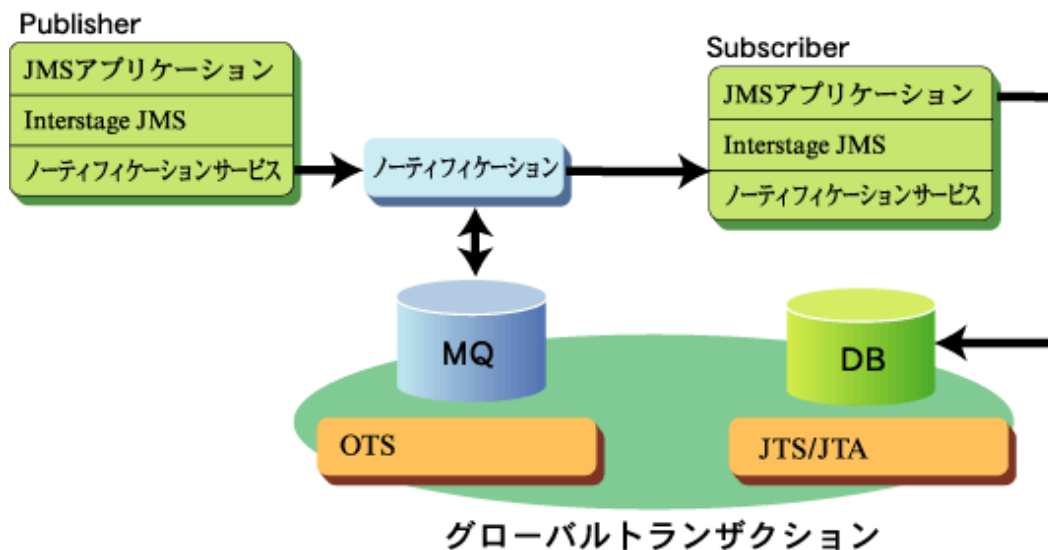 Publisher
JMSアプリケーション
Interstage JMS
ノーティフィケーションサービス
ノーティフィケーション
Subscriber
JMSアプリケーション
Interstage JMS
ノーティフィケーションサービス
MQ
DB
OTS
JTS/JTA
グローバルトランザクション